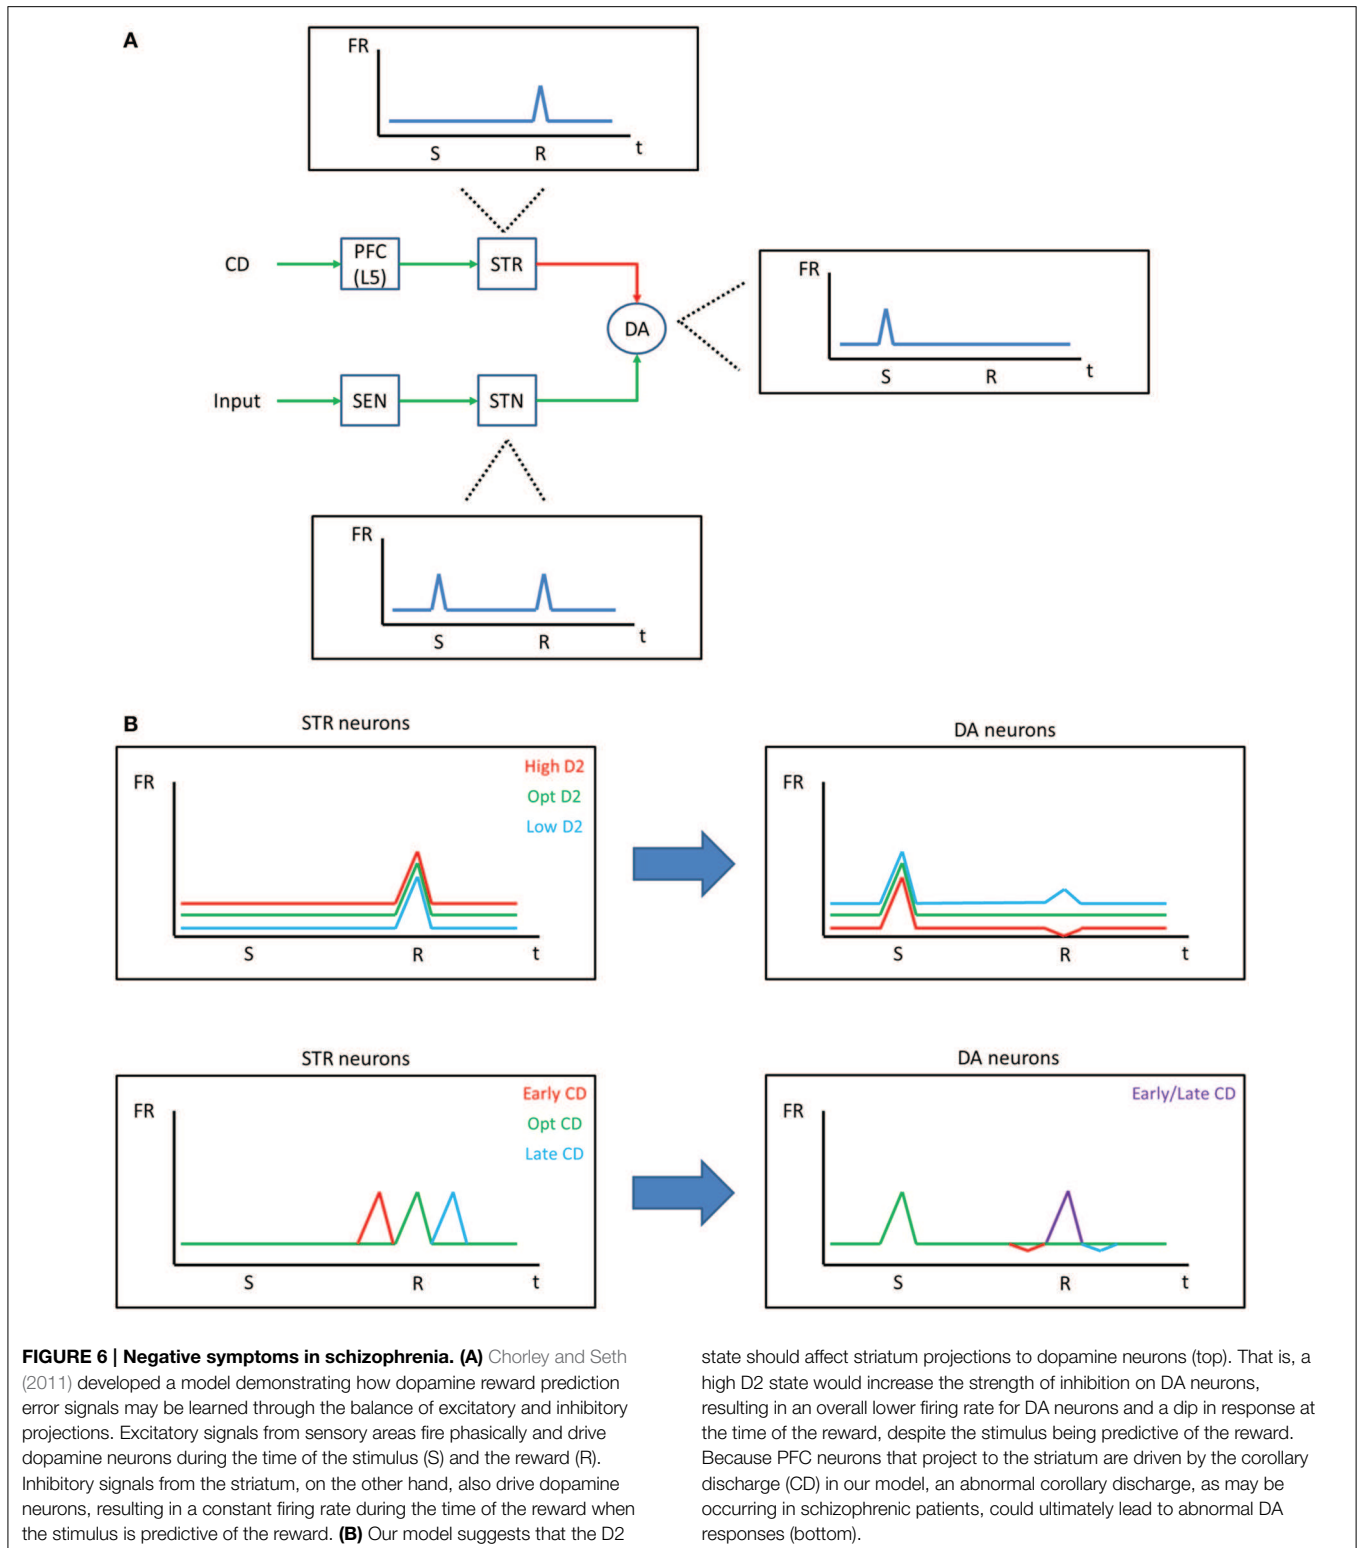 A
FR
S
R
t
CD
PFC
(L5)
STR
DA
FR
S
R
t
Input
SEN
STN
FR
S
R
t
B
STR neurons
FR
High D2
Opt D2
Low D2
S
R
t
DA neurons
FR
S
R
t
STR neurons
FR
Early CD
Opt CD
Late CD
S
R
t
DA neurons
FR
Early/Late CD
S
R
t
FIGURE 6 | Negative symptoms in schizophrenia. (A) Chorley and Seth
(2011) developed a model demonstrating how dopamine reward prediction
error signals may be learned through the balance of excitatory and inhibitory
projections. Excitatory signals from sensory areas fire phasically and drive
dopamine neurons during the time of the stimulus (S) and the reward (R).
Inhibitory signals from the striatum, on the other hand, also drive dopamine
neurons, resulting in a constant firing rate during the time of the reward when
the stimulus is predictive of the reward. (B) Our model suggests that the D2
state should affect striatum projections to dopamine neurons (top). That is, a
high D2 state would increase the strength of inhibition on DA neurons,
resulting in an overall lower firing rate for DA neurons and a dip in response at
the time of the reward, despite the stimulus being predictive of the reward.
Because PFC neurons that project to the striatum are driven by the corollary
discharge (CD) in our model, an abnormal corollary discharge, as may be
occurring in schizophrenic patients, could ultimately lead to abnormal DA
responses (bottom).